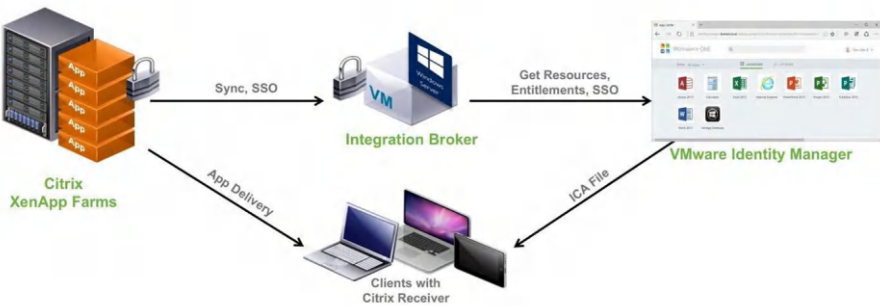 App
App
App
App
App
Citrix
XenApp Farms
Sync, SSO
VM
Windows
Server
Integration Broker
Get Resources,
Entitlements, SSO
Workspace ONE
VMware Identity Manager
App Delivery
ICA File
Clients with
Citrix Receiver